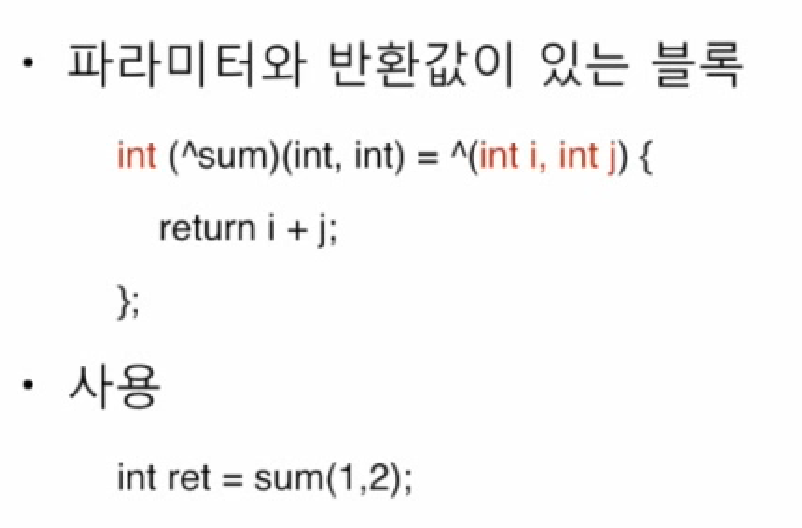 • 파라미터와 반환값이 있는 블록
int (^sum)(int, int) = ^(int i, int j) {
return i + j;
};
• 사용
int ret = sum(1,2);